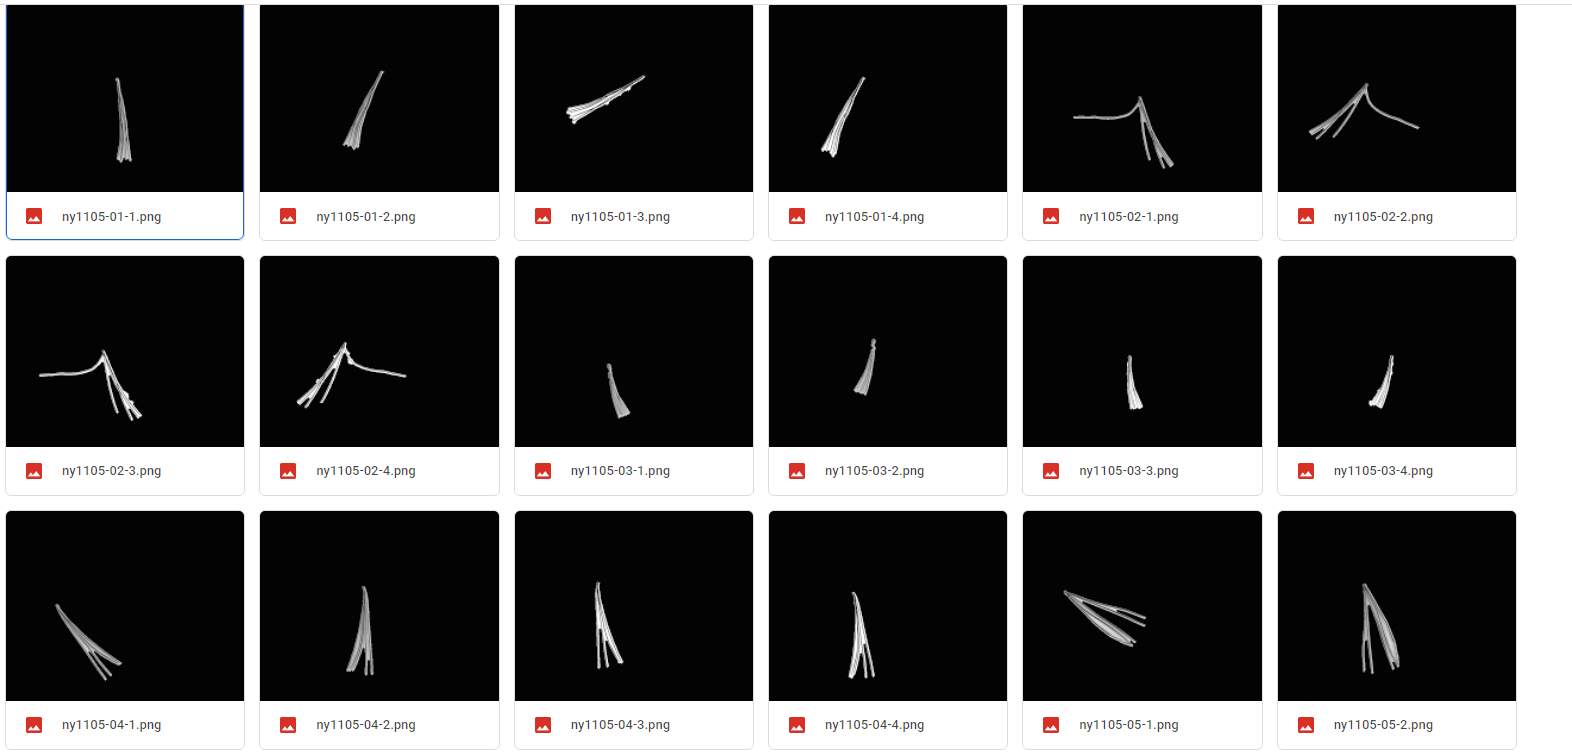 ny1105-01-1.png
ny1105-01-2.png
ny1105-01-3.png
ny1105-01-4.png
ny1105-02-1.png
ny1105-02-2.png
ny1105-02-3.png
ny1105-02-4.png
ny1105-03-1.png
ny1105-03-2.png
ny1105-03-3.png
ny1105-03-4.png
ny1105-04-1.png
ny1105-04-2.png
ny1105-04-3.png
ny1105-04-4.png
ny1105-05-1.png
ny1105-05-2.png